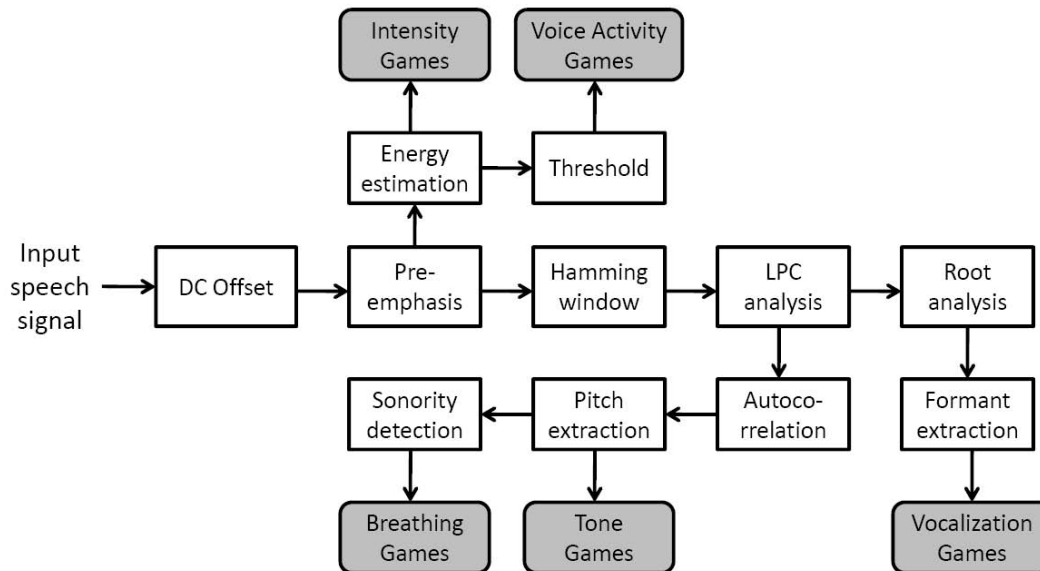 Intensity
Games
Voice Activity
Games
Energy
estimation
Threshold
Input
speech
signal
DC Offset
Pre-
emphasis
Hamming
window
LPC
analysis
Root
analysis
Sonority
detection
Pitch
extraction
Autoco-
rrelation
Formant
extraction
Breathing
Games
Tone
Games
Vocalization
Games